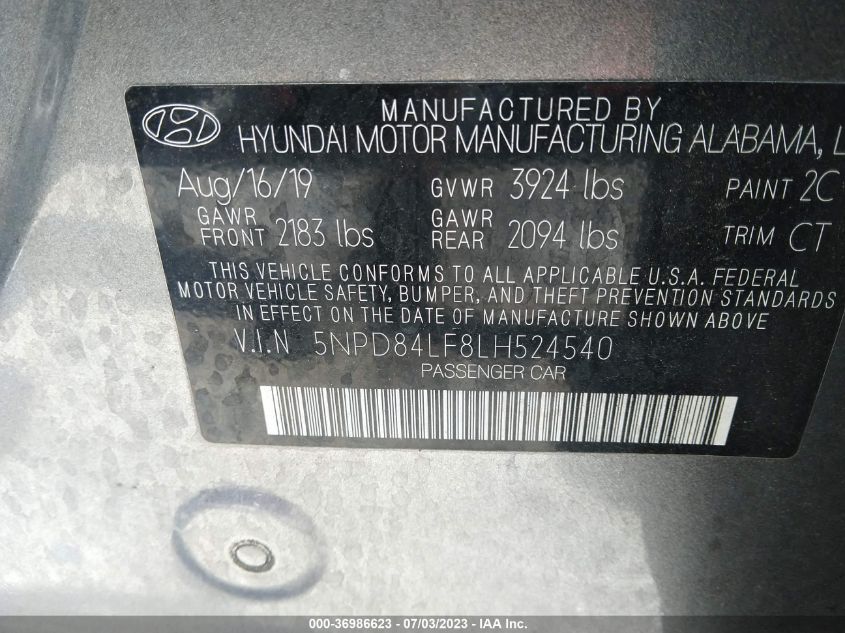 MANUFACTURED BY
HYUNDAI MOTOR MANUFACTURING ALABAMA, L
Aug/16/19 GVWR 3924 lbs PAINT 2C
GAWR FRONT 2183 lbs GAWR REAR 2094 lbs TRIM CT
THIS VEHICLE CONFORMS TO ALL APPLICABLE U.S.A. FEDERAL
MOTOR VEHICLE SAFETY, BUMPER, AND THEFT PREVENTION STANDARDS
IN EFFECT ON THE DATE OF MANUFACTURE SHOWN ABOVE
V.I.N 5NPD84LF8LH524540
PASSENGER CAR
000-36986623 - 07/03/2023 - IAA Inc.